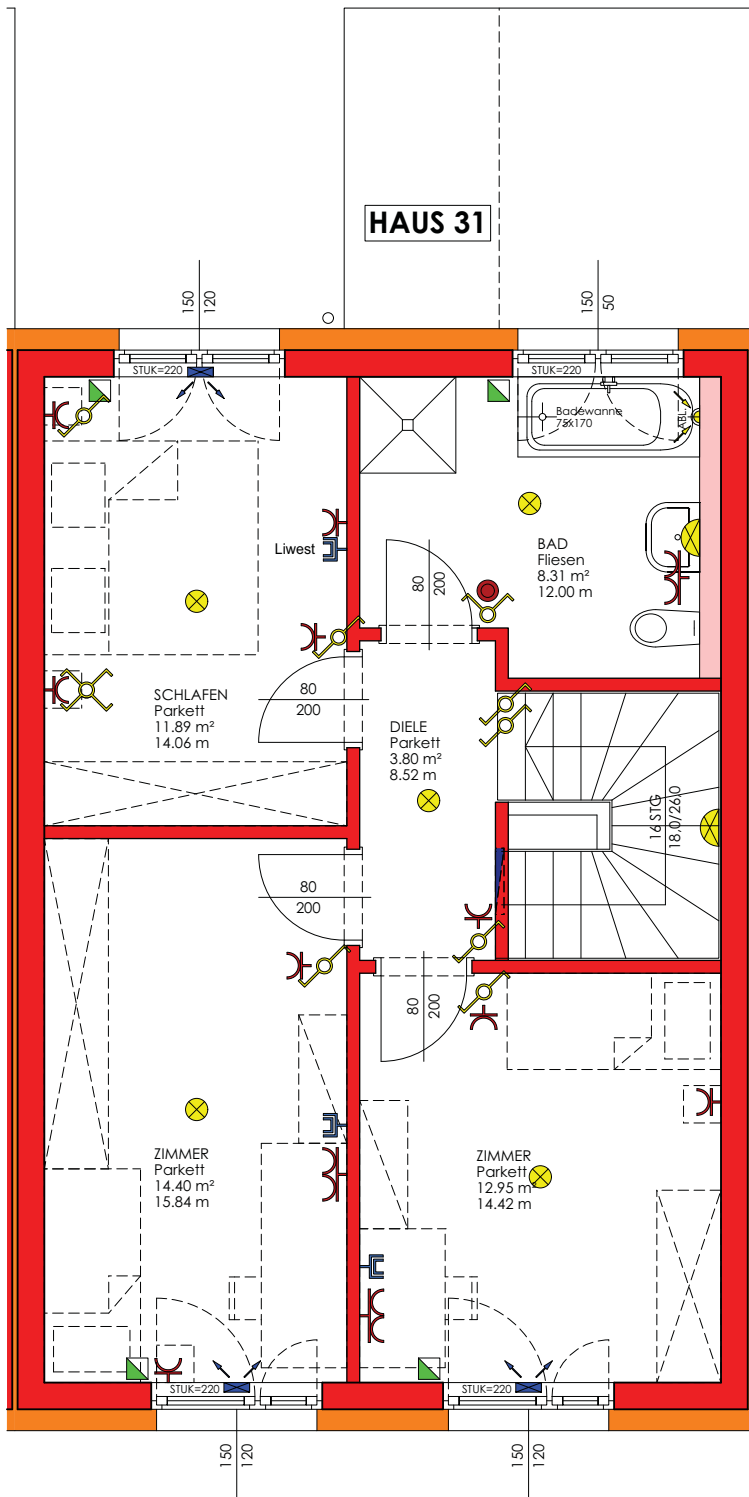 HAUS 31
150
120
150
50
STUK=220
STUK=220
Badewanne
75x170
ABL.
Liwest
BAD
Fliesen
8.31 m²
12.00 m
80
200
SCHLAFEN
Parkett
11.89 m²
14.06 m
80
200
DIELE
Parkett
3.80 m²
8.52 m
16 STG
18.0/26.0
80
200
80
200
ZIMMER
Parkett
14.40 m²
15.84 m
ZIMMER
Parkett
12.95 m²
14.42 m
STUK=220
STUK=220
150
120
150
120